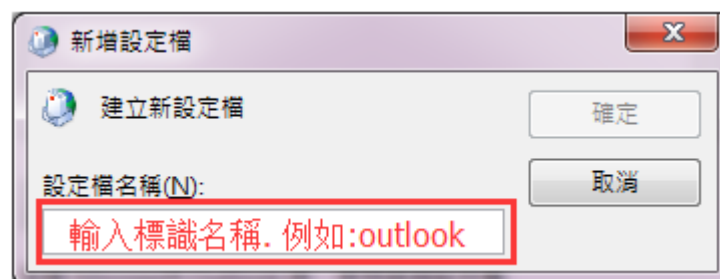 新增設定檔
建立新設定檔
確定
設定檔名稱(N):
取消
輸入標識名稱. 例如:outlook